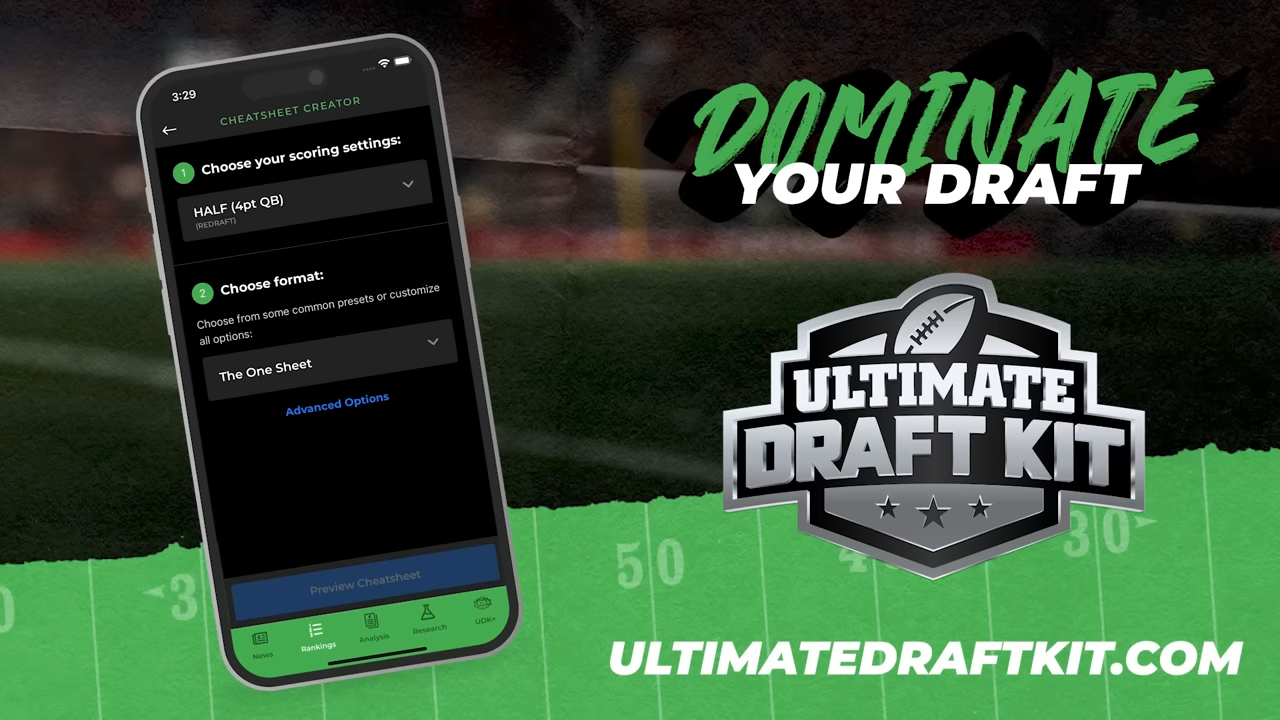 3:29
CHEATSHEET CREATOR
1 Choose your scoring settings:
HALF (4pt QB)
(REDRAFT)
2 Choose format:
Choose from some common presets or customize
all options:
The One Sheet
Advanced Options
Preview Cheatsheet
News
Rankings
Analysis
Research
UDK+
DOMINATE
YOUR DRAFT
ULTIMATE
DRAFT KIT
50
30
ULTIMATEDRAFTKIT.COM